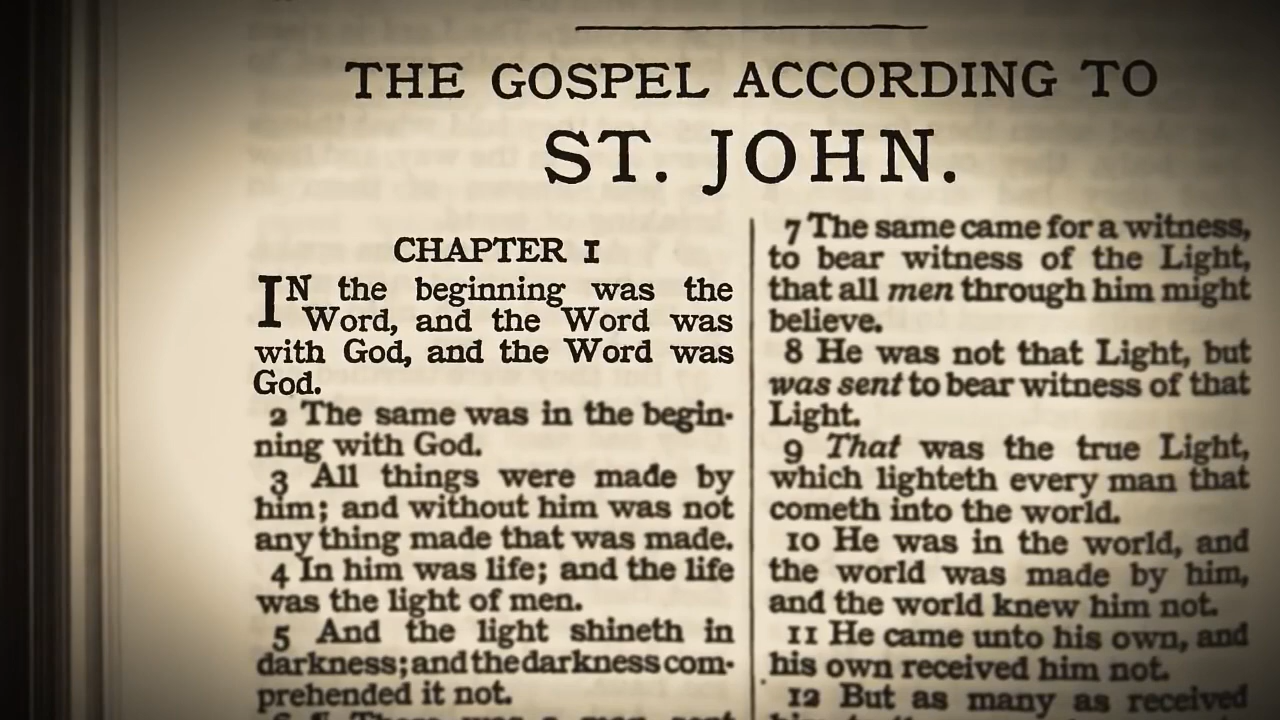 THE GOSPEL ACCORDING TO
ST. JOHN.
CHAPTER I
IN the beginning was the
Word, and the Word was
with God, and the Word was
God.
2 The same was in the begin-
ning with God.
3 All things were made by
him; and without him was not
any thing made that was made.
4 In him was life; and the life
was the light of men.
5 And the light shineth in
darkness; and the darkness com-
prehended it not.
6 ¶ There was a man sent
7 The same came for a witness,
to bear witness of the Light,
that all men through him might
believe.
8 He was not that Light, but
was sent to bear witness of that
Light.
9 That was the true Light,
which lighteth every man that
cometh into the world.
10 He was in the world, and
the world was made by him,
and the world knew him not.
11 He came unto his own, and
his own received him not.
12 But as many as received